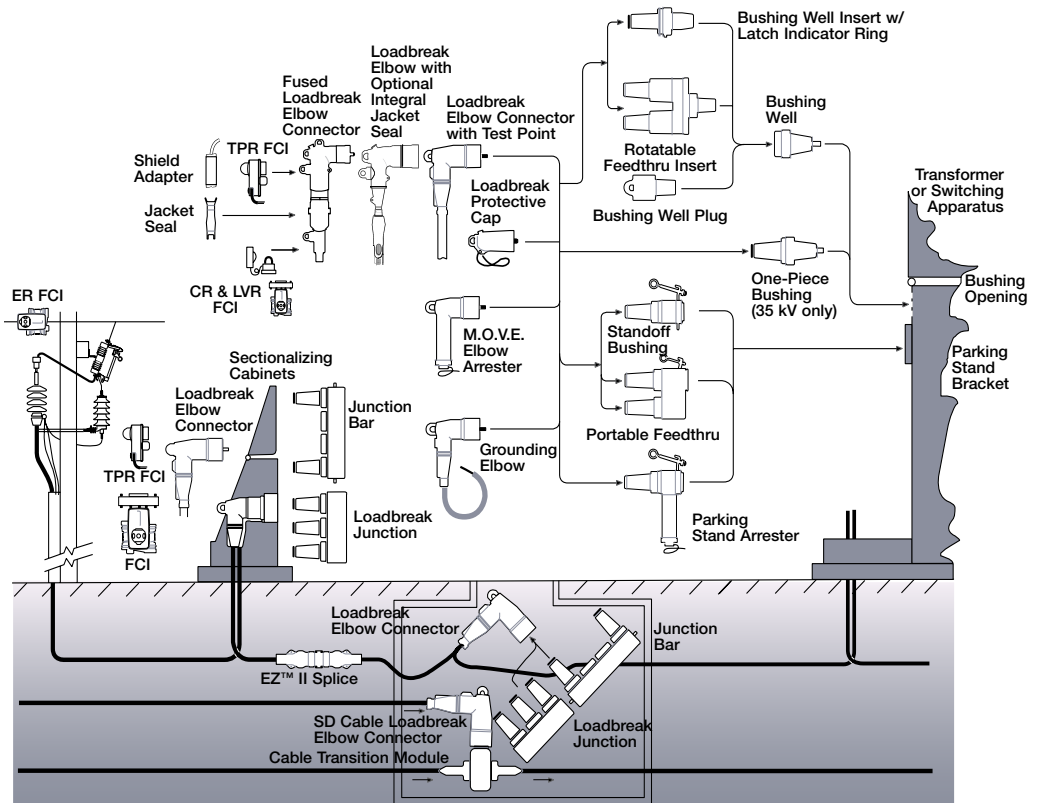 Bushing Well Insert w/
Latch Indicator Ring
Loadbreak
Elbow with
Optional
Integral
Jacket
Seal
Fused
Loadbreak
Elbow
Connector
Loadbreak
Elbow Connector
with Test Point
Bushing
Well
TPR FCI
Shield
Adapter
Rotatable
Feedthru Insert
Transformer
or Switching
Apparatus
Jacket
Seal
Loadbreak
Protective
Cap
Bushing Well Plug
CR & LVR
FCI
One-Piece
Bushing
(35 kV only)
Bushing
Opening
ER FCI
M.O.V.E.
Elbow
Arrester
Standoff
Bushing
Parking
Stand
Bracket
Sectionalizing
Cabinets
Loadbreak
Elbow
Connector
Junction
Bar
Portable Feedthru
Grounding
Elbow
TPR FCI
FCI
Loadbreak
Junction
Parking
Stand Arrester
Loadbreak
Elbow Connector
Junction
Bar
EZ™ II Splice
SD Cable Loadbreak
Elbow Connector
Loadbreak
Junction
Cable Transition Module